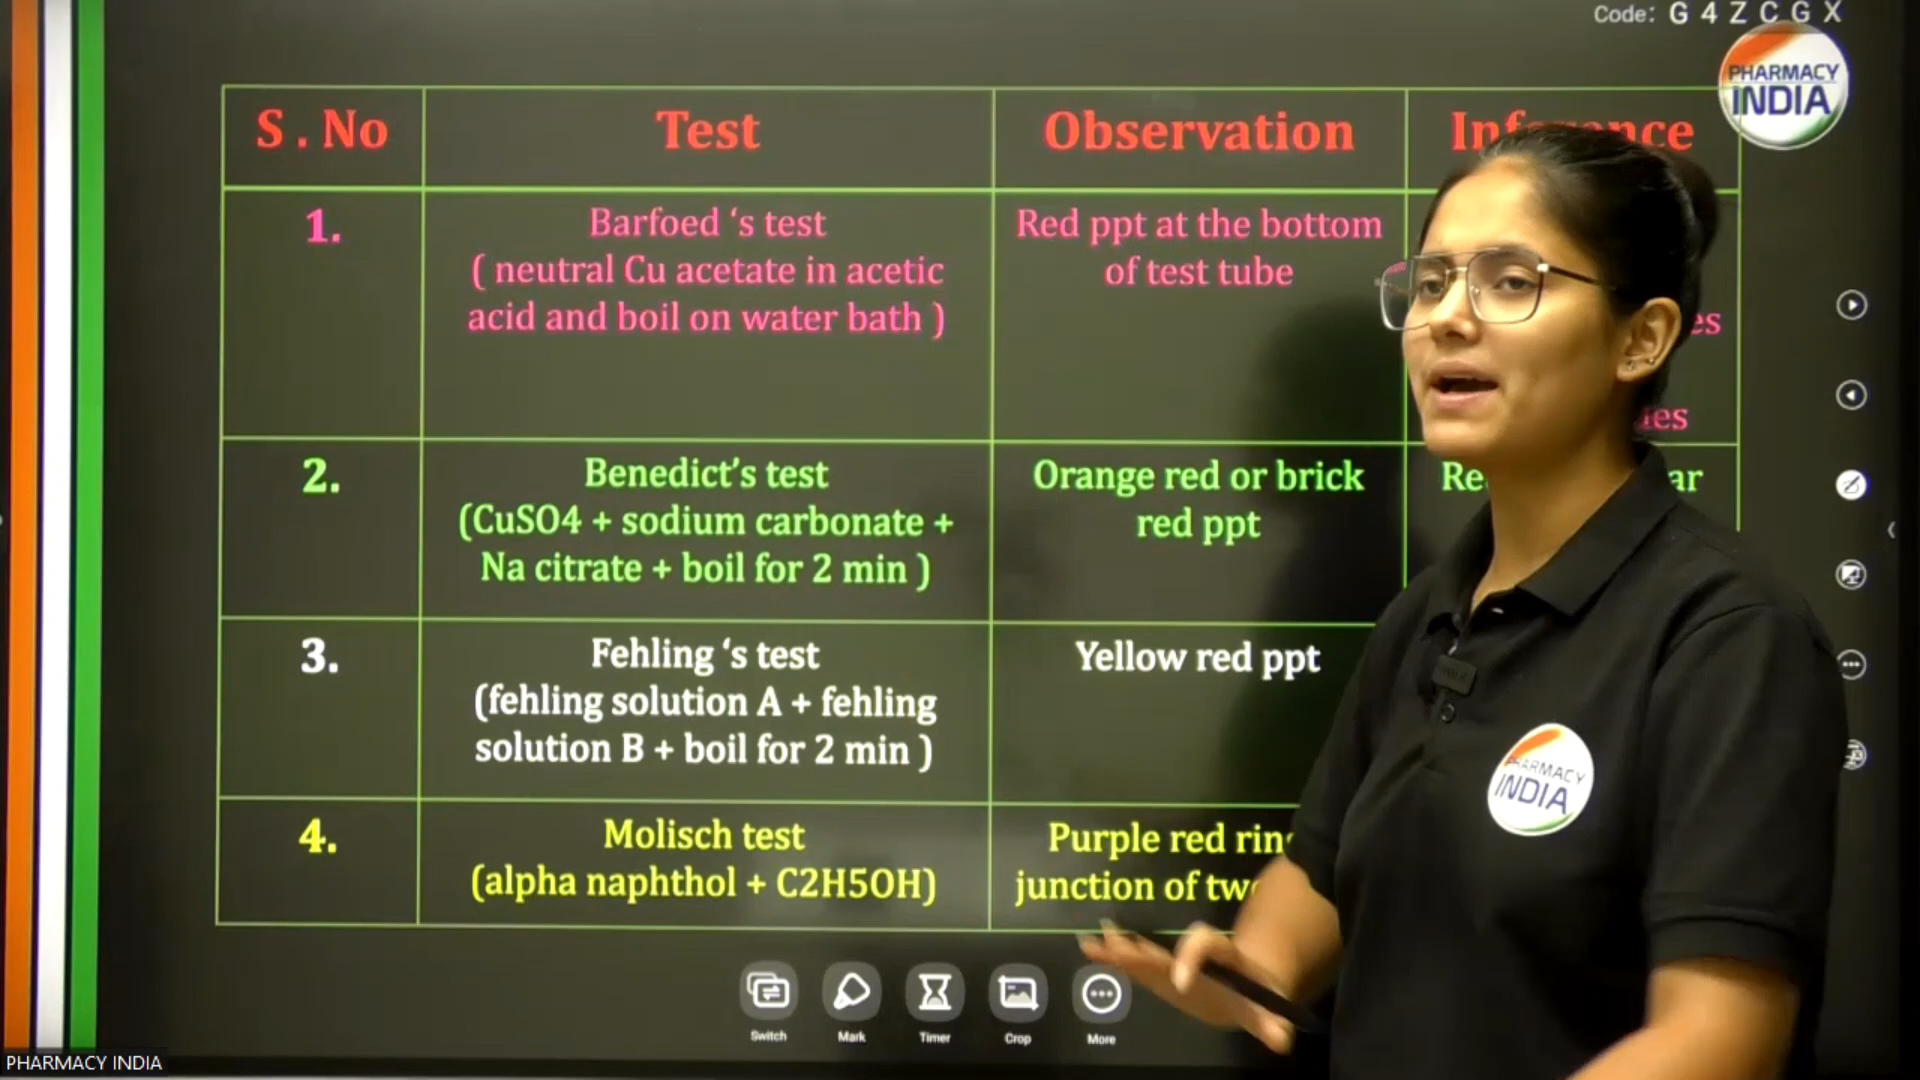 Code: G 4 Z C G X
PHARMACY
INDIA
S . No
Test
Observation
1.
Barfoed ‘s test
( neutral Cu acetate in acetic
acid and boil on water bath )
Red ppt at the bottom
of test tube
2.
Benedict’s test
(CuSO4 + sodium carbonate +
Na citrate + boil for 2 min )
Orange red or brick
red ppt
3.
Fehling ‘s test
(fehling solution A + fehling
solution B + boil for 2 min )
Yellow red ppt
4.
Molisch test
(alpha naphthol + C2H5OH)
Purple red
junction of
PHARMACY
INDIA
Switch
Mark
Timer
Crop
More
PHARMACY INDIA